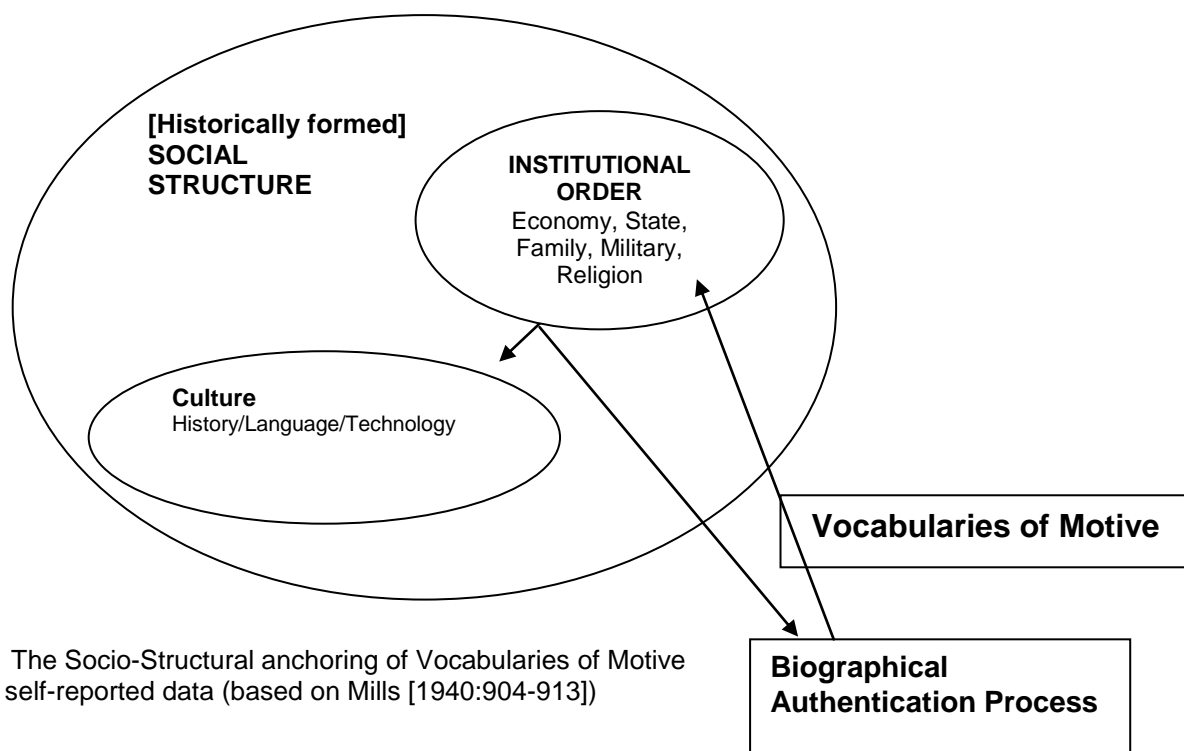 [Historically formed]
SOCIAL
STRUCTURE
INSTITUTIONAL
ORDER
Economy, State,
Family, Military,
Religion
Culture
History/Language/Technology
Vocabularies of Motive
Biographical
Authentication Process
The Socio-Structural anchoring of Vocabularies of Motive
self-reported data (based on Mills [1940:904-913])